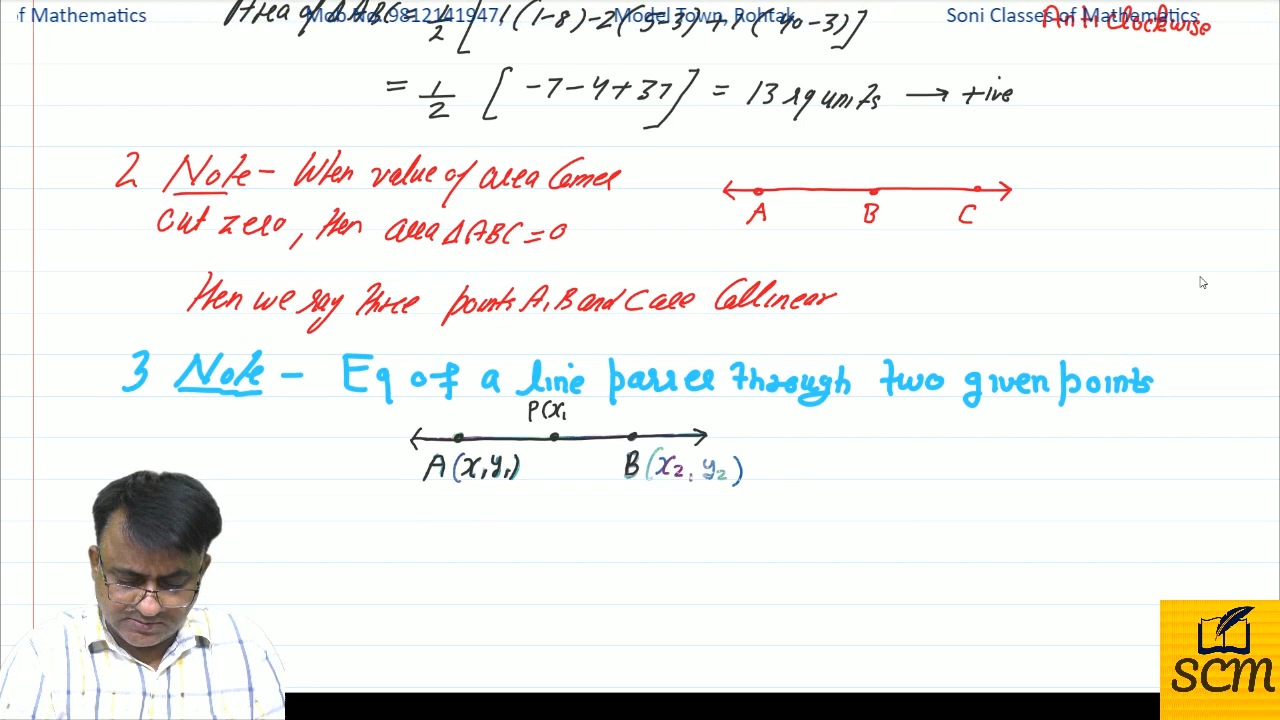 of Mathematics Mob No. 9812141947 Model Town, Rohtak Soni Classes of Mathematics
Area of ΔABC = 1/2 [1(1-8)-2(5-3)+1(40-3)]
Anti clockwise
= 1/2 [-7-4+37] = 13 sq units → +ive
2 Note - When value of area Comes
out zero, then area ΔABC = 0
A B C
then we say three points A, B and C are Collinear
3 Note - Eq of a line passes through two given points
P(x,
A(x₁y₁) B(x₂, y₂)
SCM